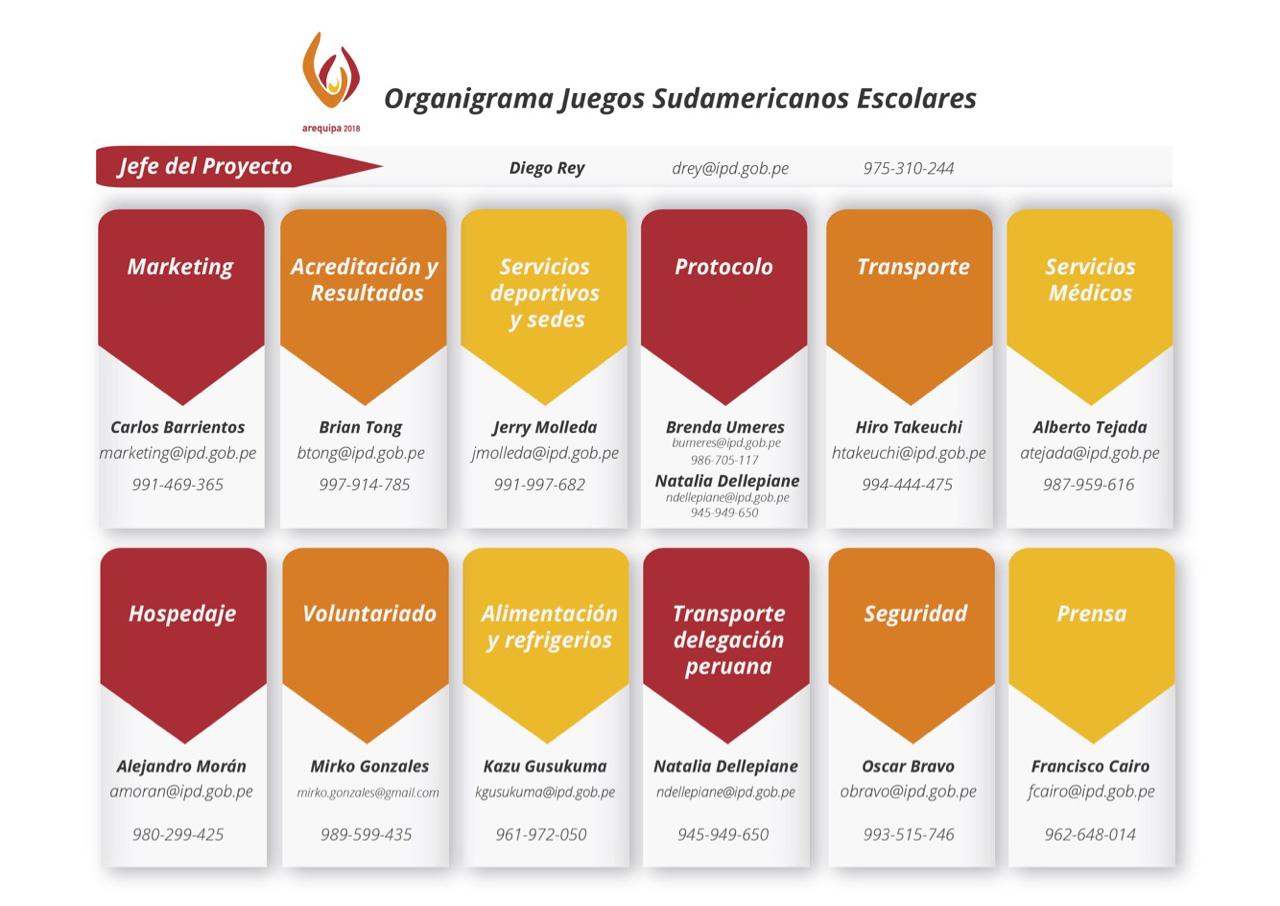 arequipa 2018
Organigrama Juegos Sudamericanos Escolares
Jefe del Proyecto
Diego Rey
drey@ipd.gob.pe
975-310-244
Marketing
Carlos Barrientos
marketing@ipd.gob.pe
991-469-365
Acreditación y
Resultados
Brian Tong
btong@ipd.gob.pe
997-914-785
Servicios
deportivos
y sedes
Jerry Molleda
jmolleda@ipd.gob.pe
991-997-682
Protocolo
Brenda Umeres
bumeres@ipd.gob.pe
986-705-117
Natalia Dellepiane
ndellepiane@ipd.gob.pe
945-949-650
Transporte
Hiro Takeuchi
htakeuchi@ipd.gob.pe
994-444-475
Servicios
Médicos
Alberto Tejada
atejada@ipd.gob.pe
987-959-616
Hospedaje
Alejandro Morán
amoran@ipd.gob.pe
980-299-425
Voluntariado
Mirko Gonzales
mirko.gonzales@gmail.com
989-599-435
Alimentación
y refrigerios
Kazu Gusukuma
kgusukuma@ipd.gob.pe
961-972-050
Transporte
delegación
peruana
Natalia Dellepiane
ndellepiane@ipd.gob.pe
945-949-650
Seguridad
Oscar Bravo
obravo@ipd.gob.pe
993-515-746
Prensa
Francisco Cairo
fcairo@ipd.gob.pe
962-648-014